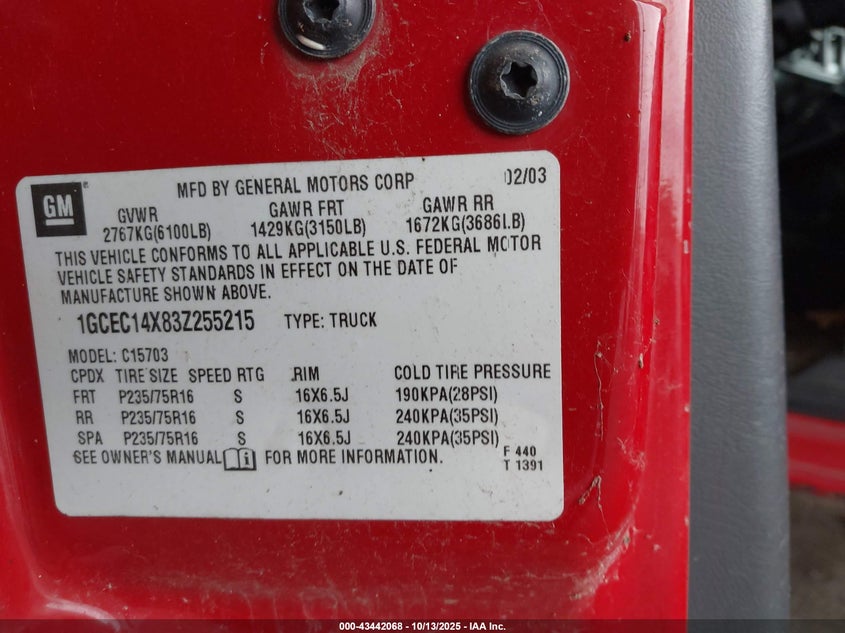 GM
MFD BY GENERAL MOTORS CORP 02/03
GVWR GAWR FRT GAWR RR
2767KG(6100LB) 1429KG(3150LB) 1672KG(3686LB)
THIS VEHICLE CONFORMS TO ALL APPLICABLE U.S. FEDERAL MOTOR
VEHICLE SAFETY STANDARDS IN EFFECT ON THE DATE OF
MANUFACTURE SHOWN ABOVE.
1GCEC14X83Z255215 TYPE: TRUCK
MODEL: C15703
CPDX TIRE SIZE SPEED RTG RIM COLD TIRE PRESSURE
FRT P235/75R16 S 16X6.5J 190KPA(28PSI)
RR P235/75R16 S 16X6.5J 240KPA(35PSI)
SPA P235/75R16 S 16X6.5J 240KPA(35PSI)
SEE OWNER'S MANUAL FOR MORE INFORMATION.
F 440
T 1391
000-43442068 - 10/13/2025 - IAA Inc.